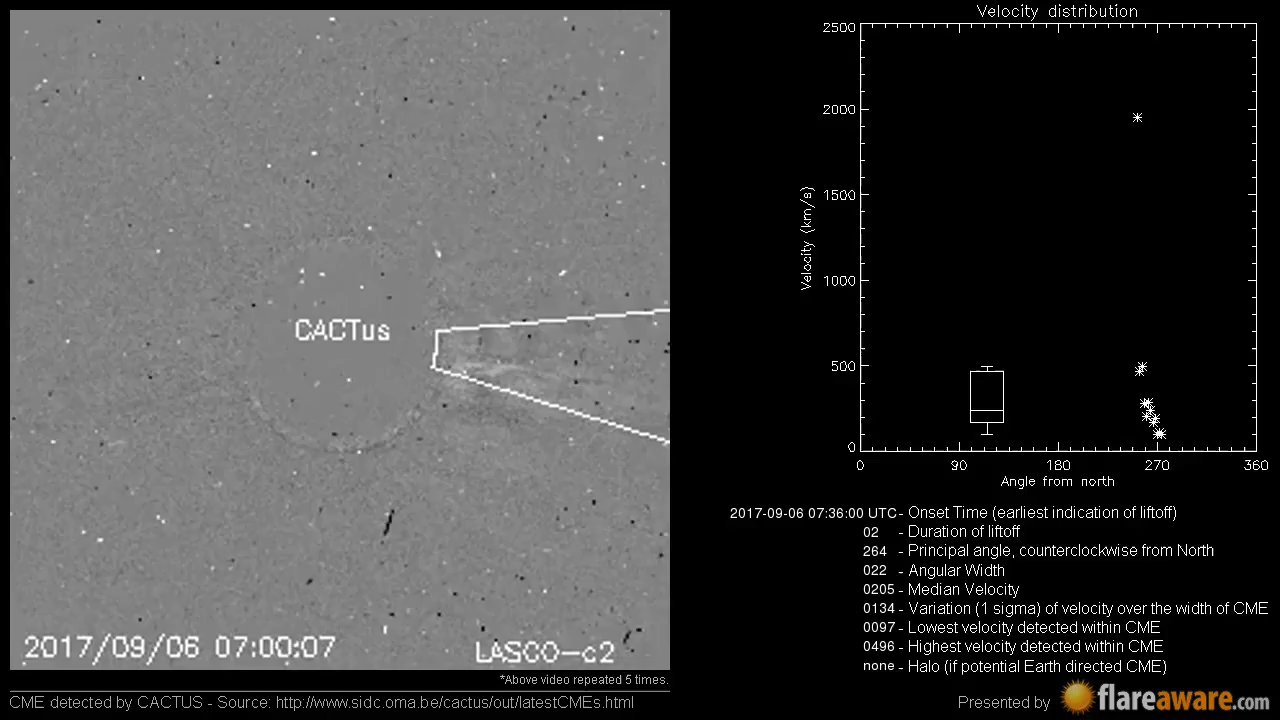 CACTus
2017/09/06 07:00:07
LASCO-c2
*Above video repeated 5 times.
CME detected by CACTUS - Source: http://www.sidc.oma.be/cactus/out/latestCMEs.html
Velocity distribution
2500
2000
1500
1000
500
0
Velocity (km/s)
0 90 180 270 360
Angle from north
2017-09-06 07:36:00 UTC - Onset Time (earliest indication of liftoff)
02 - Duration of liftoff
264 - Principal angle, counterclockwise from North
022 - Angular Width
0205 - Median Velocity
0134 - Variation (1 sigma) of velocity over the width of CME
0097 - Lowest velocity detected within CME
0496 - Highest velocity detected within CME
none - Halo (if potential Earth directed CME)
Presented by flareaware.com